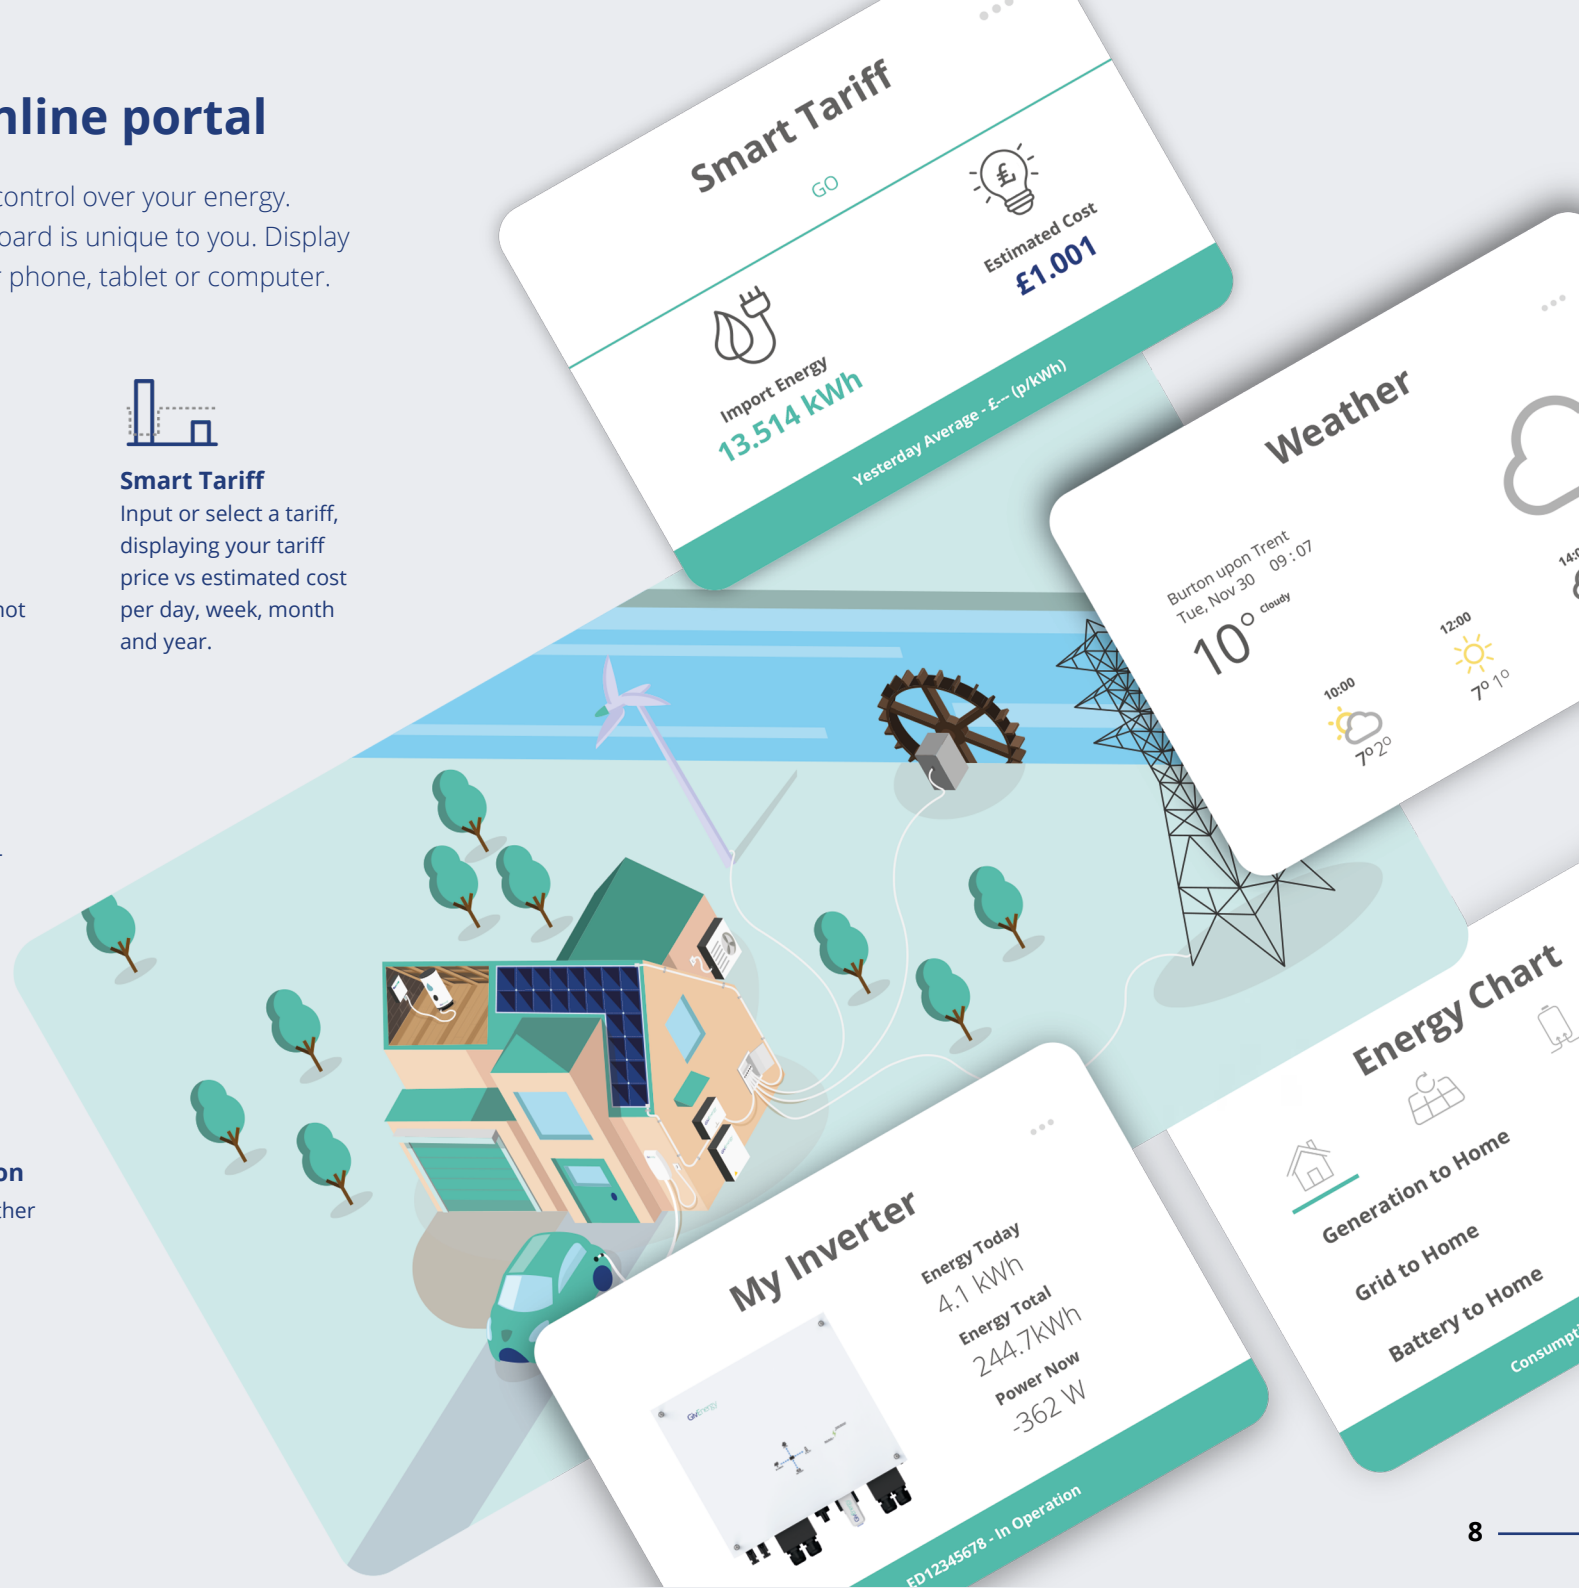 nline portal
control over your energy.
oard is unique to you. Display
phone, tablet or computer.
Smart Tariff
Input or select a tariff,
displaying your tariff
price vs estimated cost
per day, week, month
and year.
not
on
ther
Smart Tariff
GO
£
Estimated Cost
£1.001
Import Energy
13.514 kWh
Yesterday Average - £--- (p/kWh)
Weather
Burton upon Trent
Tue, Nov 30 09:07
10° cloudy
10:00
7° 2°
12:00
7° 1°
14:0
Energy Chart
Generation to Home
Grid to Home
Battery to Home
Consumpti
My Inverter
Energy Today
4.1 kWh
Energy Total
244.7kWh
Power Now
-362 W
GivEnergy
ED12345678 - In Operation
8